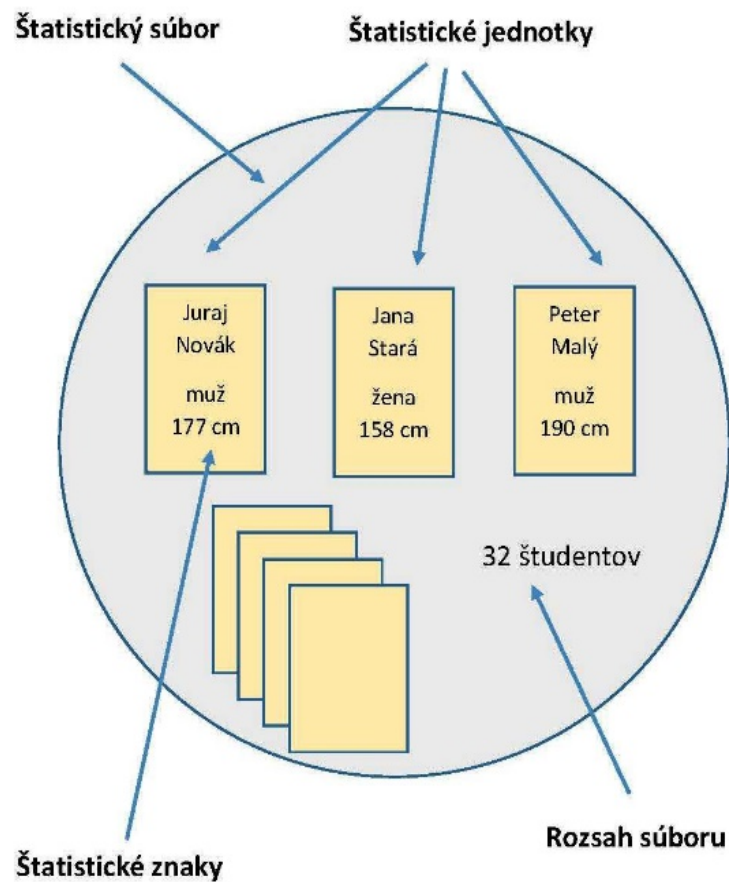 Štatistický súbor
Štatistické jednotky
Juraj
Novák
muž
177 cm
Jana
Stará
žena
158 cm
Peter
Malý
muž
190 cm
32 študentov
Rozsah súboru
Štatistické znaky